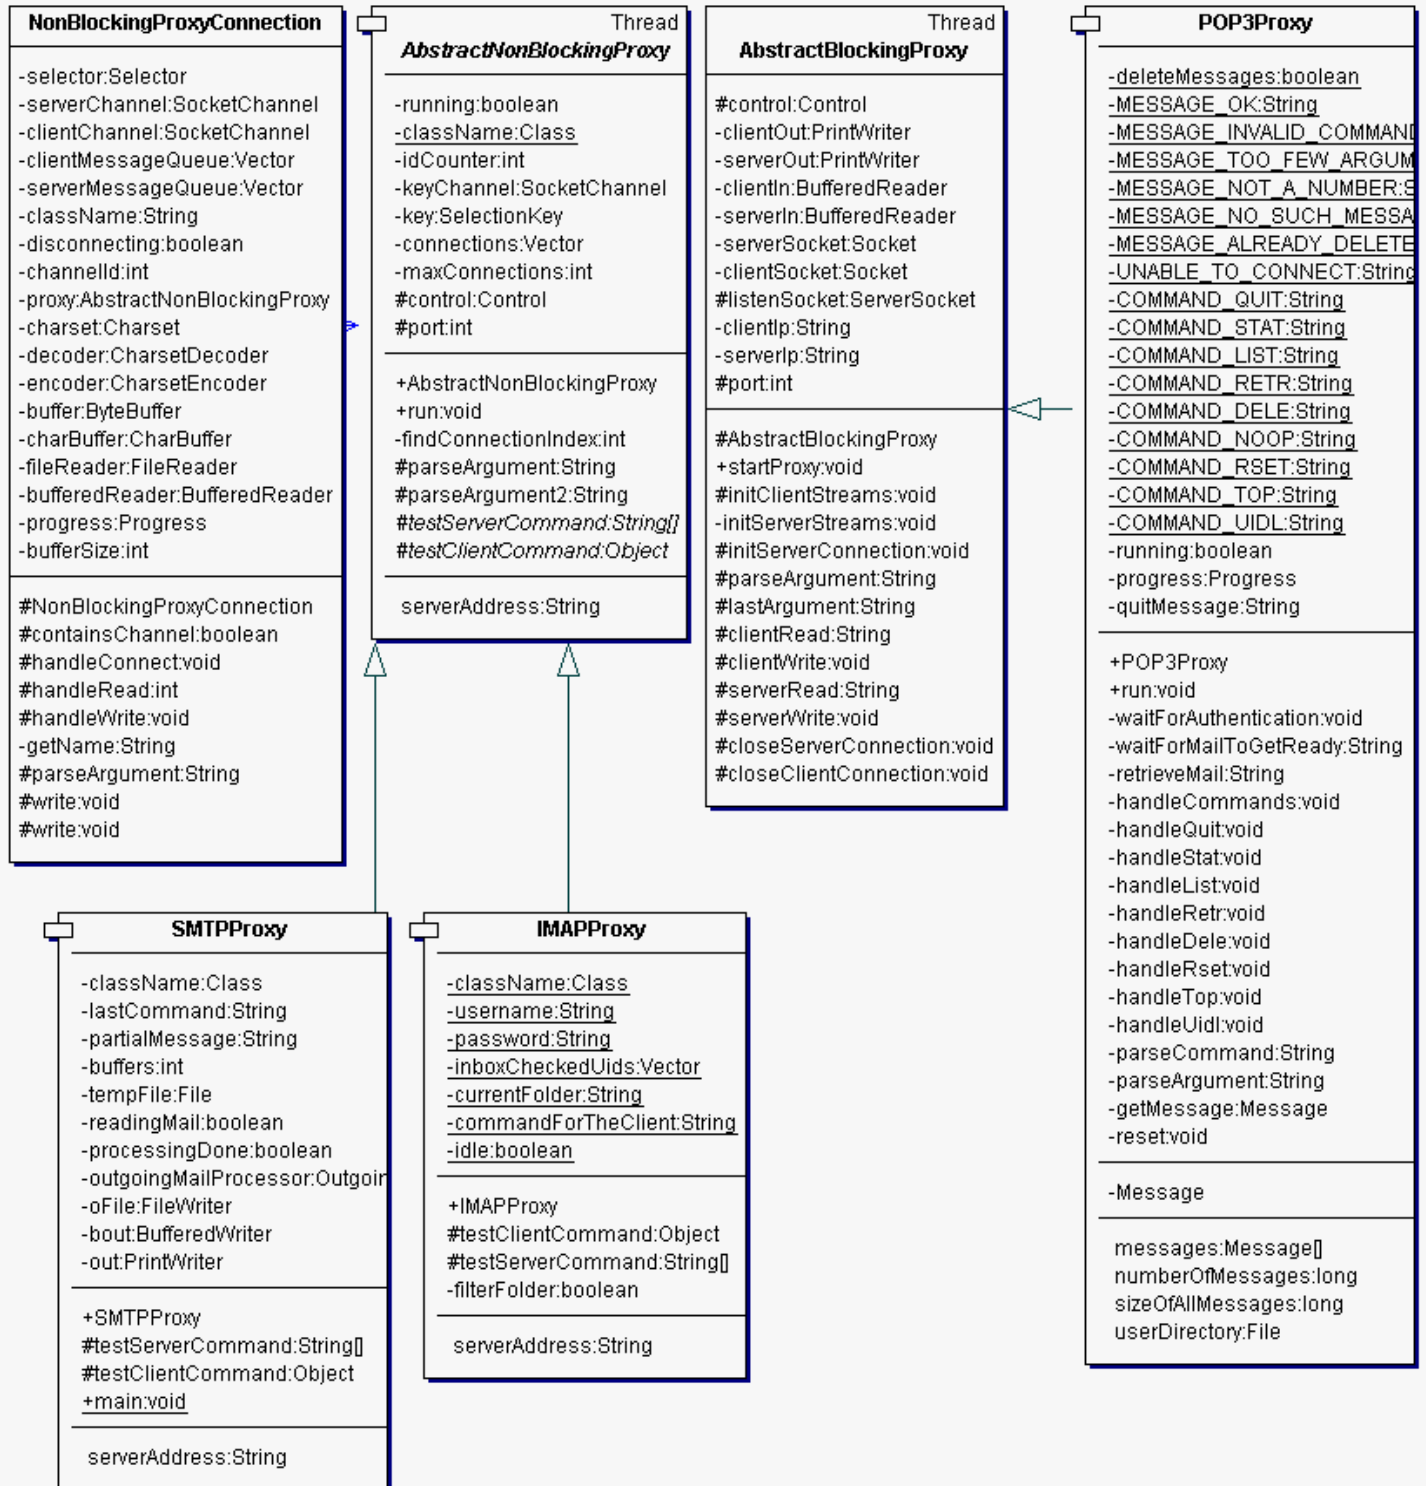 NonBlockingProxyConnection
-selector:Selector
-serverChannel:SocketChannel
-clientChannel:SocketChannel
-clientMessageQueue:Vector
-serverMessageQueue:Vector
-className:String
-disconnecting:boolean
-channelId:int
-proxy:AbstractNonBlockingProxy
-charset:Charset
-decoder:CharsetDecoder
-encoder:CharsetEncoder
-buffer:ByteBuffer
-charBuffer:CharBuffer
-fileReader:FileReader
-bufferedReader:BufferedReader
-progress:Progress
-bufferSize:int
#NonBlockingProxyConnection
#containsChannel:boolean
#handleConnect:void
#handleRead:int
#handleWrite:void
-getName:String
#parseArgument:String
#write:void
#write:void
Thread
AbstractNonBlockingProxy
-running:boolean
-className:Class
-idCounter:int
-keyChannel:SocketChannel
-key:SelectionKey
-connections:Vector
-maxConnections:int
#control:Control
#port:int
+AbstractNonBlockingProxy
+run:void
-findConnectionIndex:int
#parseArgument:String
#parseArgument2:String
#testServerCommand:String[]
#testClientCommand:Object
serverAddress:String
Thread
AbstractBlockingProxy
#control:Control
-clientOut:PrintWriter
-serverOut:PrintWriter
-clientIn:BufferedReader
-serverIn:BufferedReader
-serverSocket:Socket
-clientSocket:Socket
#listenSocket:ServerSocket
-clientIp:String
-serverIp:String
#port:int
#AbstractBlockingProxy
+startProxy:void
#initClientStreams:void
-initServerStreams:void
#initServerConnection:void
#parseArgument:String
#lastArgument:String
#clientRead:String
#clientWrite:void
#serverRead:String
#serverWrite:void
#closeServerConnection:void
#closeClientConnection:void
POP3Proxy
-deleteMessages:boolean
-MESSAGE_OK:String
-MESSAGE_INVALID_COMMAND
-MESSAGE_TOO_FEW_ARGUM
-MESSAGE_NOT_A_NUMBER:S
-MESSAGE_NO_SUCH_MESSA
-MESSAGE_ALREADY_DELETE
-UNABLE_TO_CONNECT:String
-COMMAND_QUIT:String
-COMMAND_STAT:String
-COMMAND_LIST:String
-COMMAND_RETR:String
-COMMAND_DELE:String
-COMMAND_NOOP:String
-COMMAND_RSET:String
-COMMAND_TOP:String
-COMMAND_UIDL:String
-running:boolean
-progress:Progress
-quitMessage:String
+POP3Proxy
+run:void
-waitForAuthentication:void
-waitForMailToGetReady:String
-retrieveMail:String
-handleCommands:void
-handleQuit:void
-handleStat:void
-handleList:void
-handleRetr:void
-handleDele:void
-handleRset:void
-handleTop:void
-handleUidl:void
-parseCommand:String
-parseArgument:String
-getMessage:Message
-reset:void
-Message
messages:Message[]
numberOfMessages:long
sizeOfAllMessages:long
userDirectory:File
SMTPProxy
-className:Class
-lastCommand:String
-partialMessage:String
-buffers:int
-tempFile:File
-readingMail:boolean
-processingDone:boolean
-outgoingMailProcessor:Outgoin
-oFile:FileWriter
-bout:BufferedWriter
-out:PrintWriter
+SMTPProxy
#testServerCommand:String[]
#testClientCommand:Object
+main:void
serverAddress:String
IMAPProxy
-className:Class
-username:String
-password:String
-inboxCheckedUids:Vector
-currentFolder:String
-commandForTheClient:String
-idle:boolean
+IMAPProxy
#testClientCommand:Object
#testServerCommand:String[]
-filterFolder:boolean
serverAddress:String